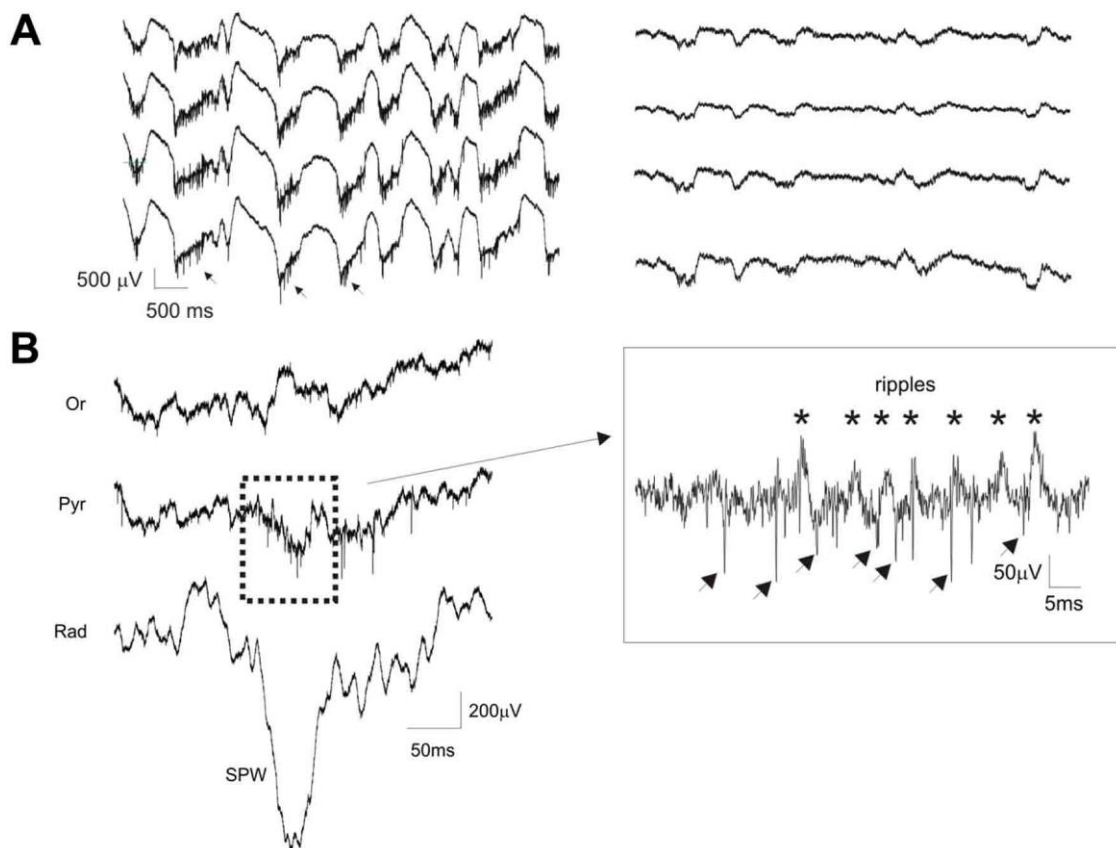 A
500 μV
500 ms
B
Or
Pyr
Rad
SPW
200μV
50ms
ripples
* * * * * * *
50μV
5ms